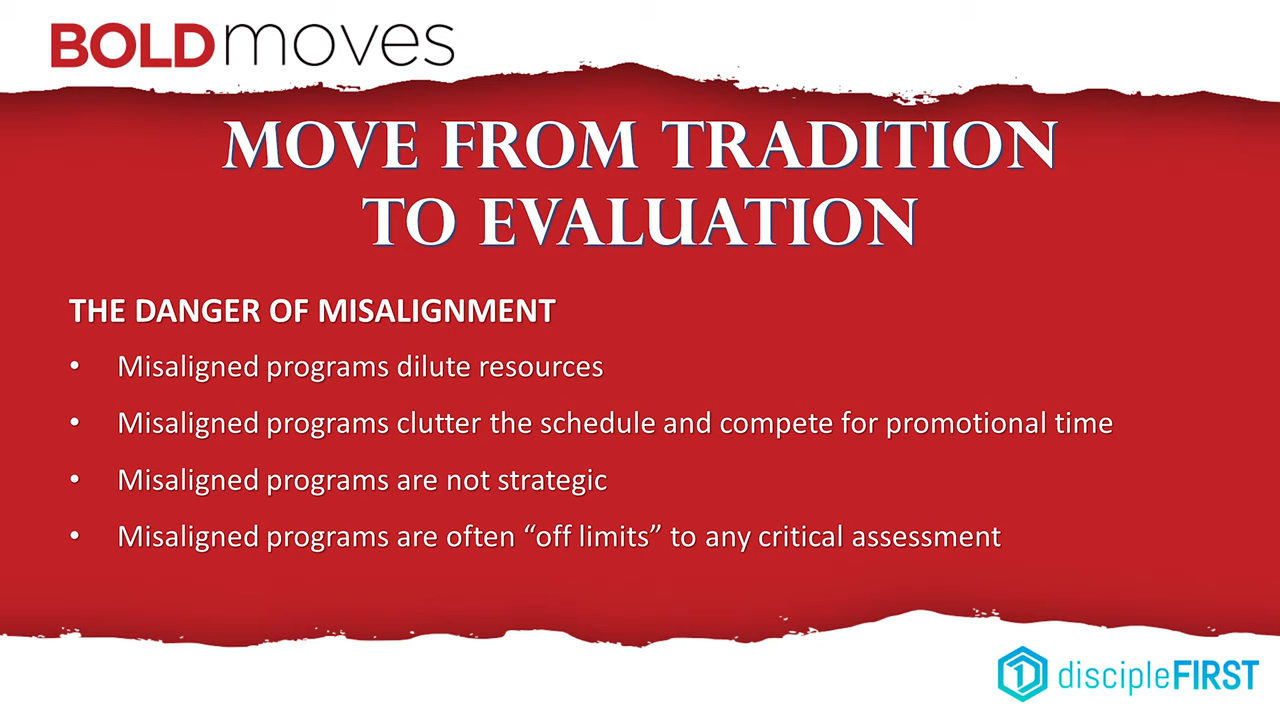 BOLDmoves
MOVE FROM TRADITION
TO EVALUATION
THE DANGER OF MISALIGNMENT
• Misaligned programs dilute resources
• Misaligned programs clutter the schedule and compete for promotional time
• Misaligned programs are not strategic
• Misaligned programs are often “off limits” to any critical assessment
1 discipleFIRST